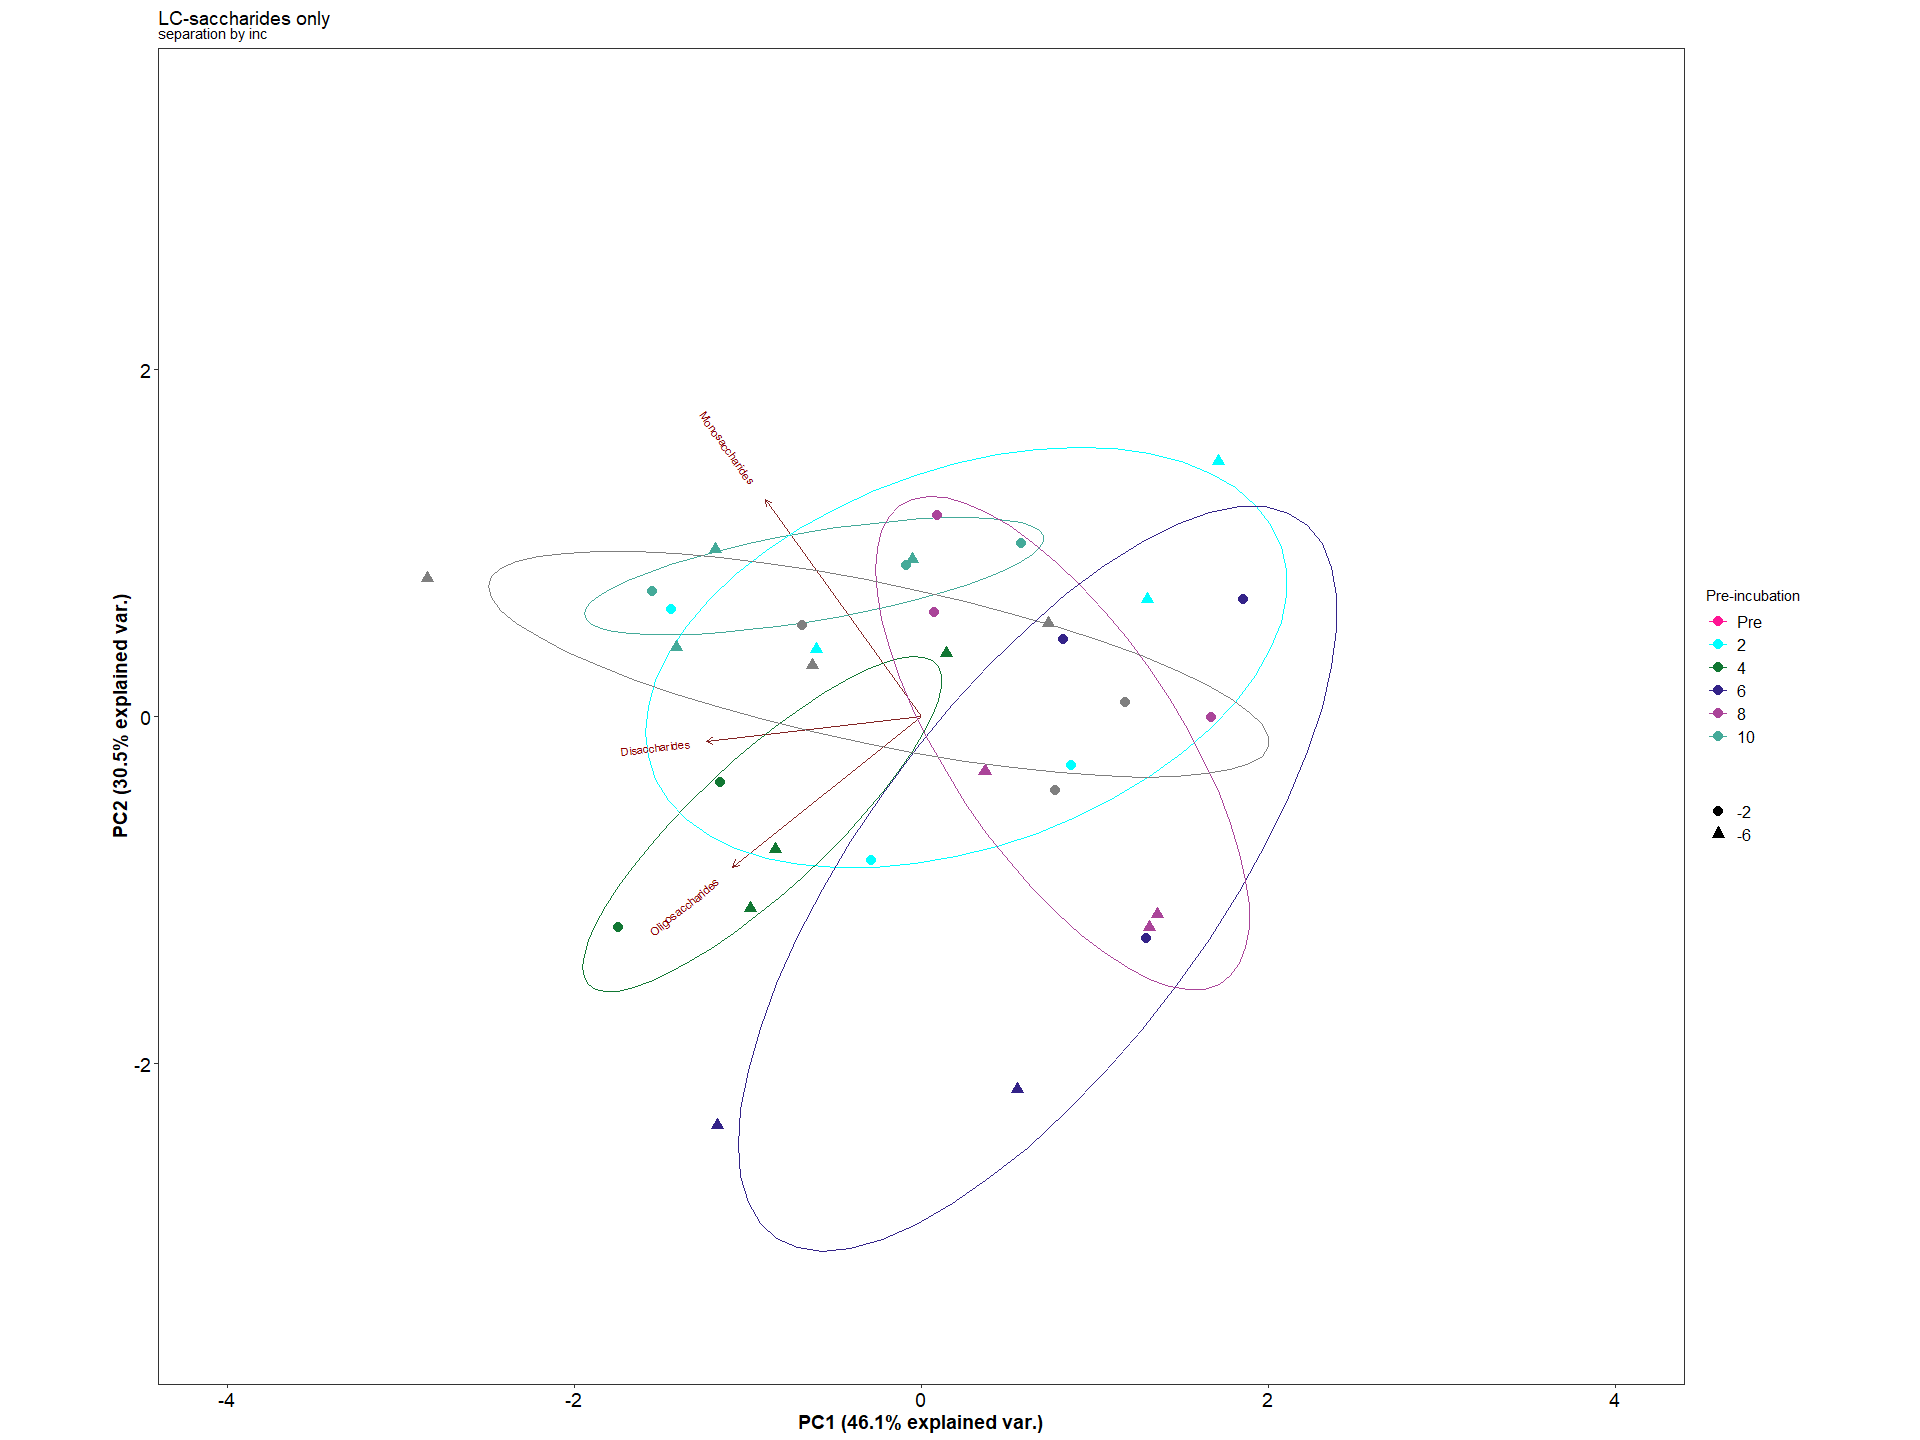 LC-saccharides only
separation by inc
PC2 (30.5% explained var.)
2
0
-2
Monosaccharides
Disaccharides
Oligosaccharides
-4
-2
0
2
4
PC1 (46.1% explained var.)
Pre-incubation
Pre
2
4
6
8
10
-2
-6